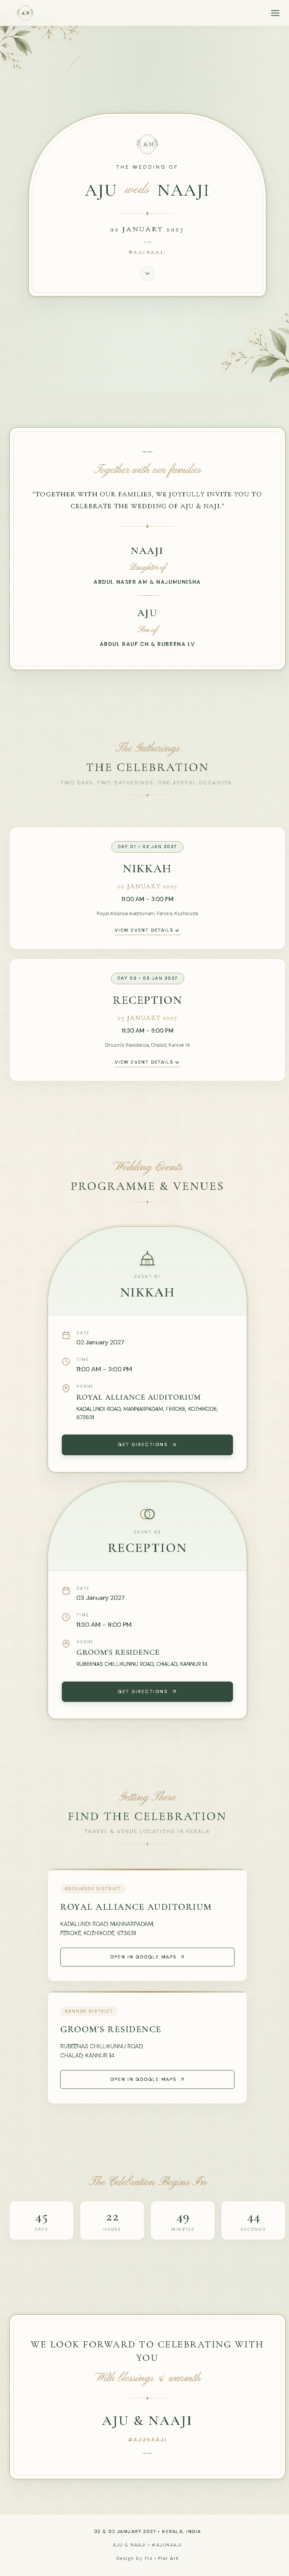 AN
AN
THE WEDDING OF
AJU weds NAAJI
02 JANUARY 2027
#AJUNAAJI
Together with our families
"TOGETHER WITH OUR FAMILIES, WE JOYFULLY INVITE YOU TO
CELEBRATE THE WEDDING OF AJU & NAJI."
NAAJI
Daughter of
ABDUL NASER AM & NAJUMUNISHA
AJU
Son of
ABDUL RAUF CH & RUBEENA LV
The Gatherings
THE CELEBRATION
TWO DAYS. TWO GATHERINGS. ONE JOYFUL OCCASION.
DAY 01 • 02 JAN 2027
NIKKAH
02 JANUARY 2027
11:00 AM – 3:00 PM
Royal Alliance Auditorium, Feroke, Kozhikode
VIEW EVENT DETAILS
DAY 02 • 03 JAN 2027
RECEPTION
03 JANUARY 2027
11:30 AM – 8:00 PM
Groom's Residence, Chalad, Kannur 14
VIEW EVENT DETAILS
Wedding Events
PROGRAMME & VENUES
EVENT 01
NIKKAH
DATE
02 January 2027
TIME
11:00 AM – 3:00 PM
VENUE
ROYAL ALLIANCE AUDITORIUM
KADALUNDI ROAD, MANNARPADAM, FEROKE, KOZHIKODE,
673631
GET DIRECTIONS
EVENT 02
RECEPTION
DATE
03 January 2027
TIME
11:30 AM – 8:00 PM
VENUE
GROOM'S RESIDENCE
RUBEENAS CHILLIKUNNU ROAD, CHALAD, KANNUR 14
GET DIRECTIONS
Getting There
FIND THE CELEBRATION
TRAVEL & VENUE LOCATIONS IN KERALA
KOZHIKODE DISTRICT
ROYAL ALLIANCE AUDITORIUM
KADALUNDI ROAD, MANNARPADAM,
FEROKE, KOZHIKODE, 673631
OPEN IN GOOGLE MAPS
KANNUR DISTRICT
GROOM'S RESIDENCE
RUBEENAS CHILLIKUNNU ROAD,
CHALAD, KANNUR 14
OPEN IN GOOGLE MAPS
The Celebration Begins In
45 22 49 44
DAYS HOURS MINUTES SECONDS
WE LOOK FORWARD TO CELEBRATING WITH
YOU
With blessings & warmth
AJU & NAAJI
#AJUNAAJI
02 & 03 JANUARY 2027 • KERALA, INDIA
AJU & NAAJI • #AJUNAAJI
Design by Pix • Pixr Art